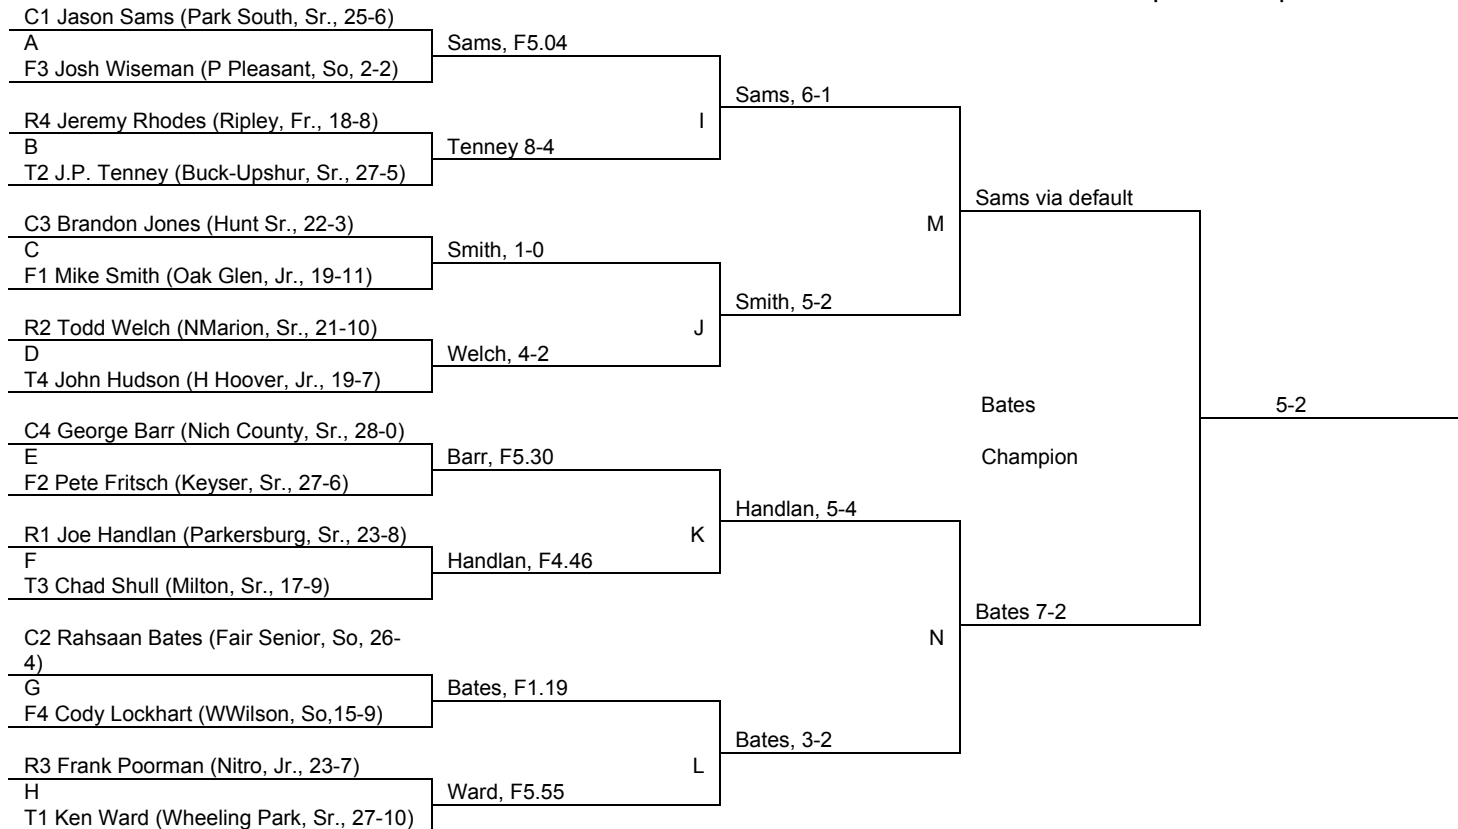 C1 Jason Sams (Park South, Sr., 25-6)
A
F3 Josh Wiseman (P Pleasant, So, 2-2)
R4 Jeremy Rhodes (Ripley, Fr., 18-8)
B
T2 J.P. Tenney (Buck-Upshur, Sr., 27-5)
C3 Brandon Jones (Hunt Sr., 22-3)
C
F1 Mike Smith (Oak Glen, Jr., 19-11)
R2 Todd Welch (NMarion, Sr., 21-10)
D
T4 John Hudson (H Hoover, Jr., 19-7)
C4 George Barr (Nich County, Sr., 28-0)
E
F2 Pete Fritsch (Keyser, Sr., 27-6)
R1 Joe Handlan (Parkersburg, Sr., 23-8)
F
T3 Chad Shull (Milton, Sr., 17-9)
C2 Rahsaan Bates (Fair Senior, So, 26-
4)
G
F4 Cody Lockhart (WWilson, So,15-9)
R3 Frank Poorman (Nitro, Jr., 23-7)
H
T1 Ken Ward (Wheeling Park, Sr., 27-10)
Sams, F5.04
I
Tenney 8-4
Smith, 1-0
J
Welch, 4-2
Barr, F5.30
K
Handlan, F4.46
Bates, F1.19
L
Ward, F5.55
Sams, 6-1
M
Smith, 5-2
Handlan, 5-4
N
Bates, 3-2
Sams via default
Bates 7-2
Bates
5-2
Champion